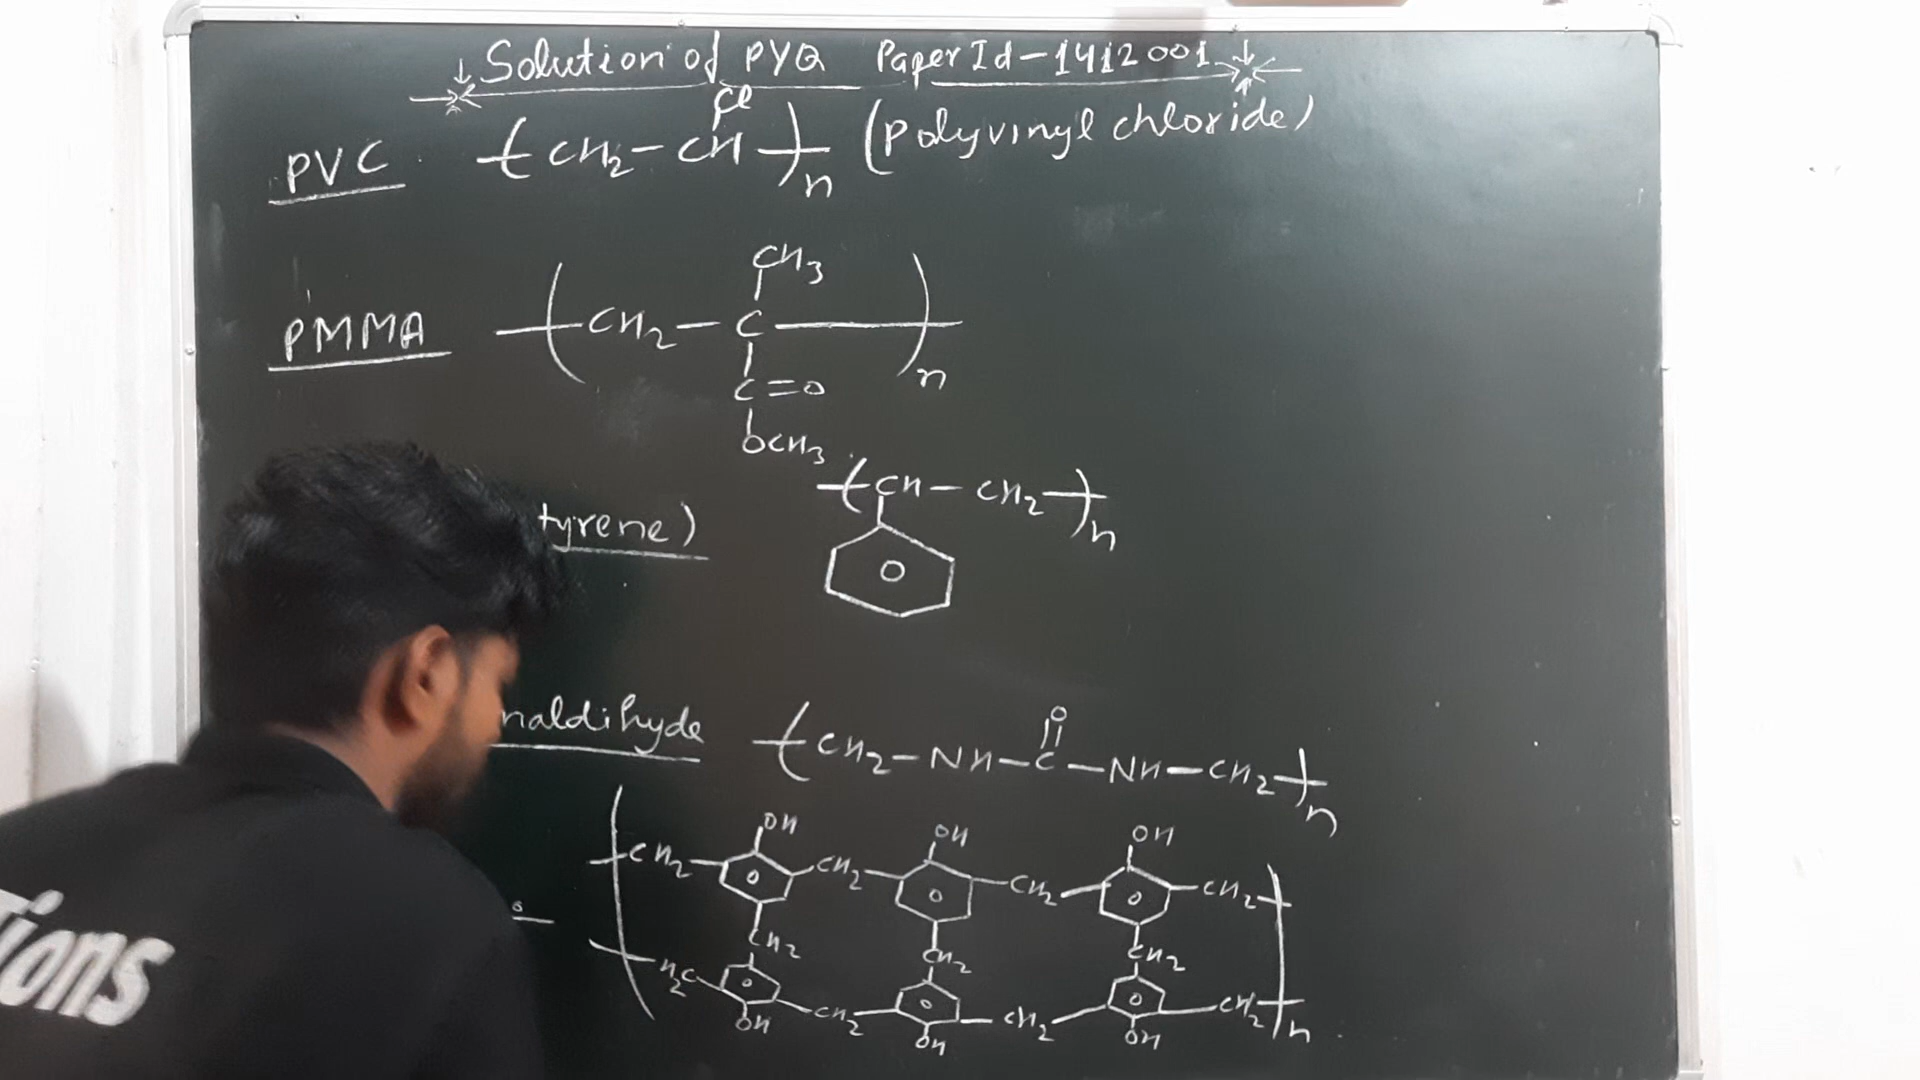 Solution of PYQ Paper Id-1412001
PVC -(CH2-CH(Cl)-)n (Polyvinyl chloride)
PMMA -(CH2-C-)n
CH3
C=O
OCH3
tyrene) -(CH-CH2-)n
naldihyde -(CH2-NH-C-NH-CH2-)n
O
OH OH OH
-(CH2- -CH2- -CH2- -CH2-
CH2 CH2 CH2
H2C- -CH2- -CH2- -CH2-)n
OH OH OH
Tions